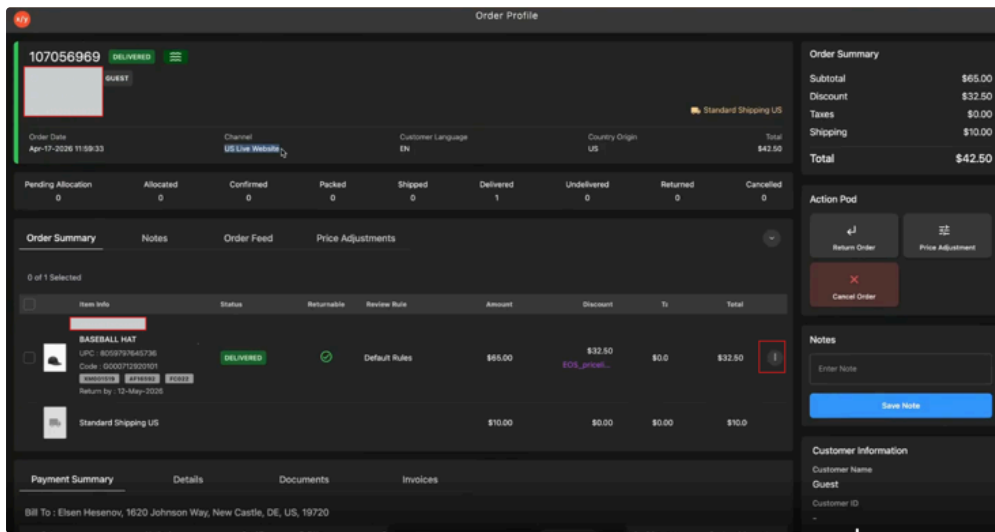 x/y
Order Profile
107056969 DELIVERED
GUEST
Standard Shipping US
Order Date Channel Customer Language Country Origin Total
Apr-17-2026 11:59:33 US Live Website EN US $42.50
Pending Allocation Allocated Confirmed Packed Shipped Delivered Undelivered Returned Cancelled
0 0 0 0 0 1 0 0 0
Order Summary Notes Order Feed Price Adjustments
0 of 1 Selected
Item Info Status Returnable Review Rule Amount Discount Total
BASEBALL HAT
UPC : 8059797645736
Code : G000712920101
Return by : 12-May-2026
DELIVERED Default Rules $65.00 $32.50 $0.0 $32.50
EOS_priceli...
Standard Shipping US $10.00 $0.00 $0.00 $10.0
Payment Summary Details Documents Invoices
Bill To : Elsen Hesenov, 1620 Johnson Way, New Castle, DE, US, 19720
Order Summary
Subtotal $65.00
Discount $32.50
Taxes $0.00
Shipping $10.00
Total $42.50
Action Pod
Return Order Price Adjustment
Cancel Order
Notes
Enter Note
Save Note
Customer Information
Customer Name
Guest
Customer ID
-